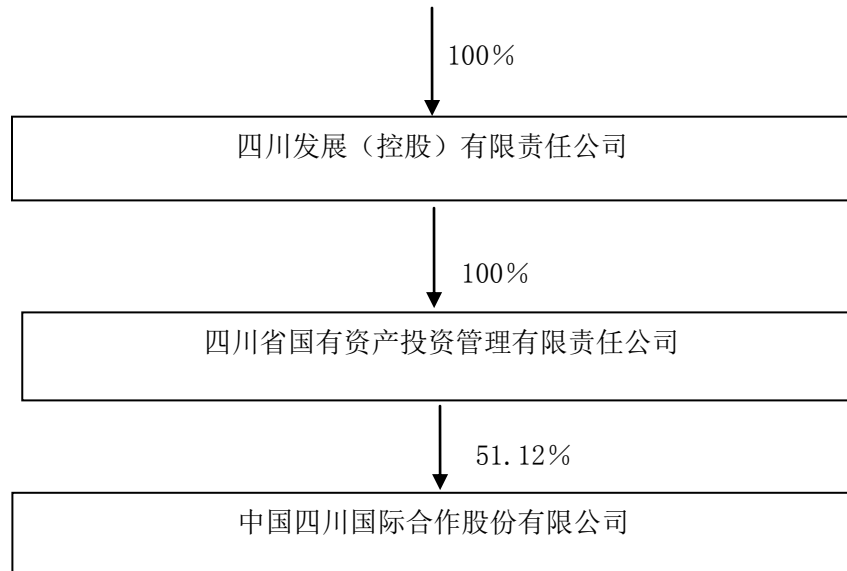 100％
四川发展（控股）有限责任公司
100％
四川省国有资产投资管理有限责任公司
51.12％
中国四川国际合作股份有限公司